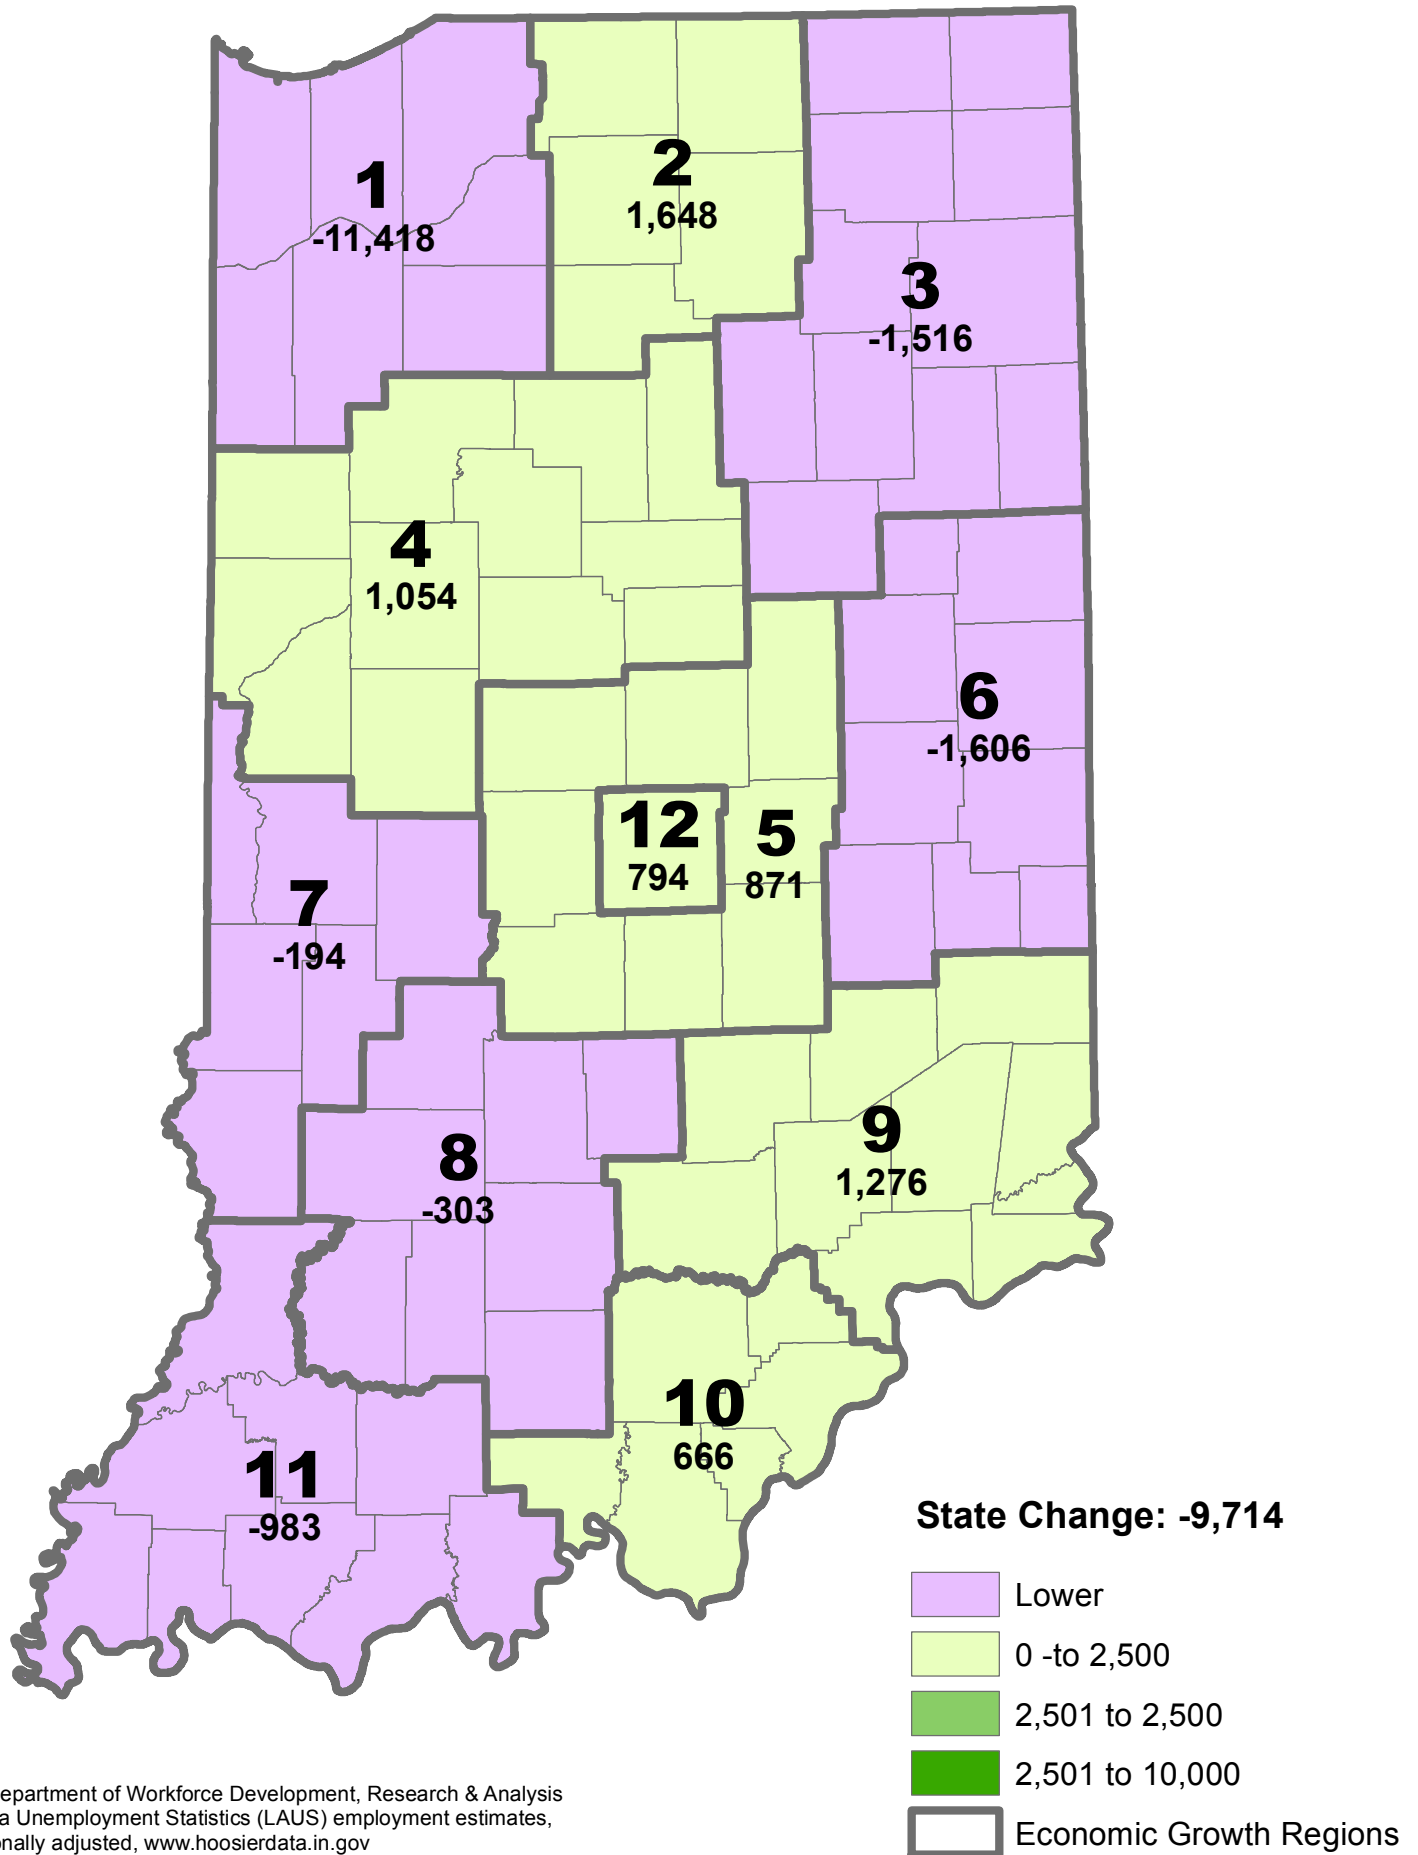 1
-11,418
2
1,648
3
-1,516
4
1,054
6
-1,606
12
794
5
871
7
-194
9
1,276
8
-303
10
666
11
-983
State Change: -9,714
Lower
0 -to 2,500
2,501 to 2,500
2,501 to 10,000
Economic Growth Regions
epartment of Workforce Development, Research & Analysis
a Unemployment Statistics (LAUS) employment estimates,
onally adjusted, www.hoosierdata.in.gov